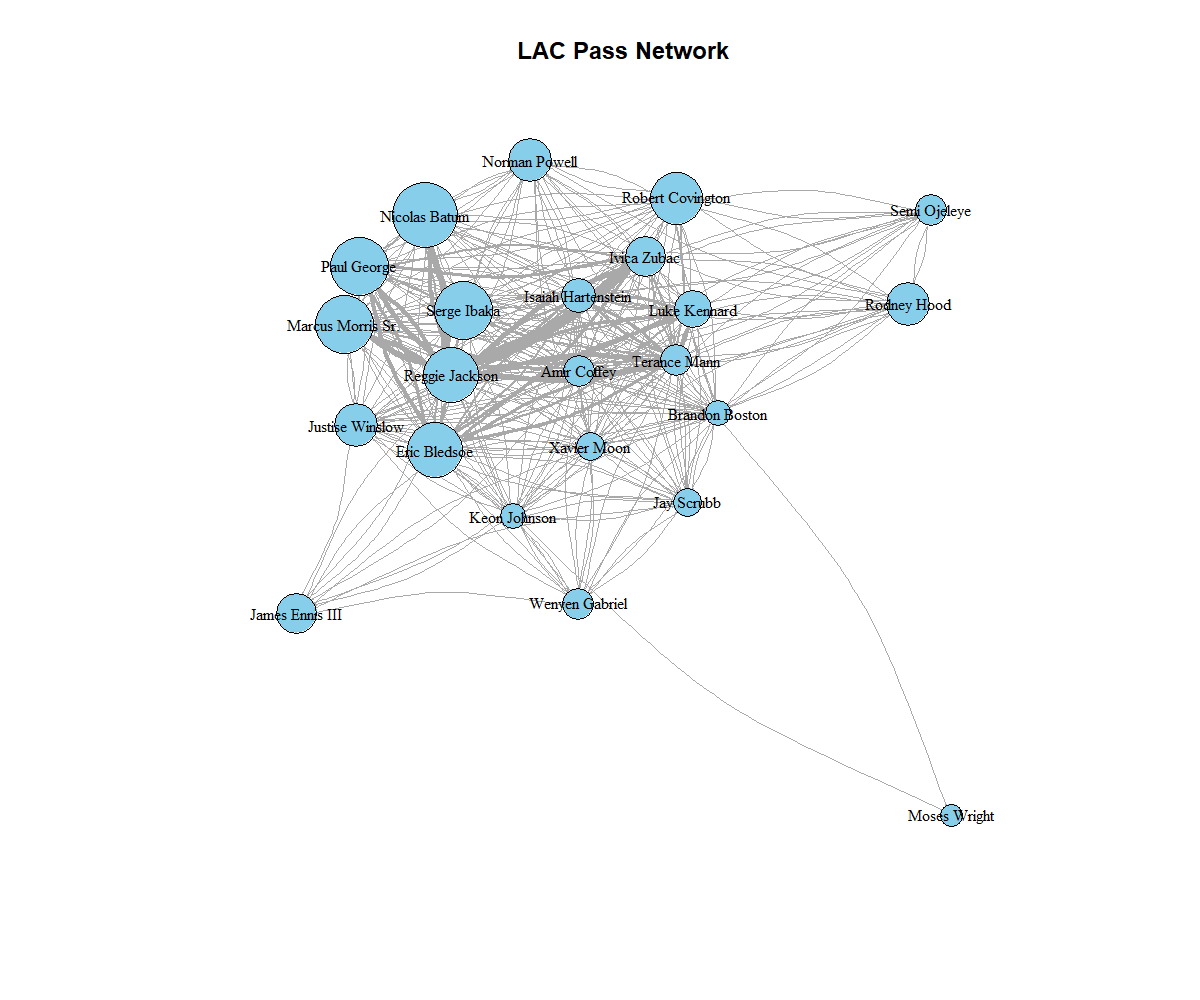 LAC Pass Network
Norman Powell
Robert Covington
Semi Ojeleye
Nicolas Batum
Ivica Zubac
Paul George
Isaiah Hartenstein
Rodney Hood
Serge Ibaka
Luke Kennard
Marcus Morris Sr.
Terance Mann
Amir Coffey
Reggie Jackson
Brandon Boston
Justise Winslow
Xavier Moon
Eric Bledsoe
Jay Scrubb
Keon Johnson
Wenyen Gabriel
James Ennis III
Moses Wright